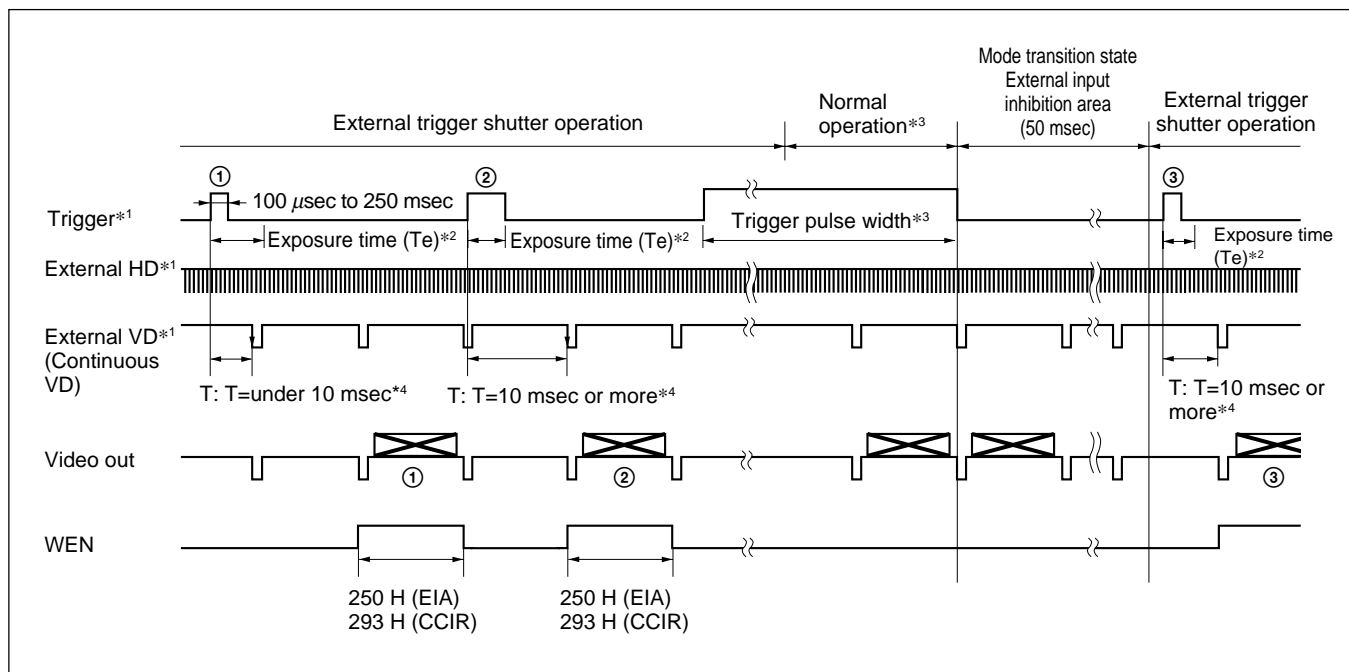 Mode transition state
External input
inhibition area
(50 msec)
Normal
operation*3
External trigger
shutter operation
External trigger shutter operation
①
②
③
Trigger*1
100 μsec to 250 msec
Trigger pulse width*3
Exposure time (Te)*2
Exposure time (Te)*2
Exposure time
(Te)*2
External HD*1
External VD*1
(Continuous
VD)
T: T=under 10 msec*4
T: T=10 msec or more*4
T: T=10 msec or
more*4
Video out
①
②
③
WEN
250 H (EIA)
293 H (CCIR)
250 H (EIA)
293 H (CCIR)